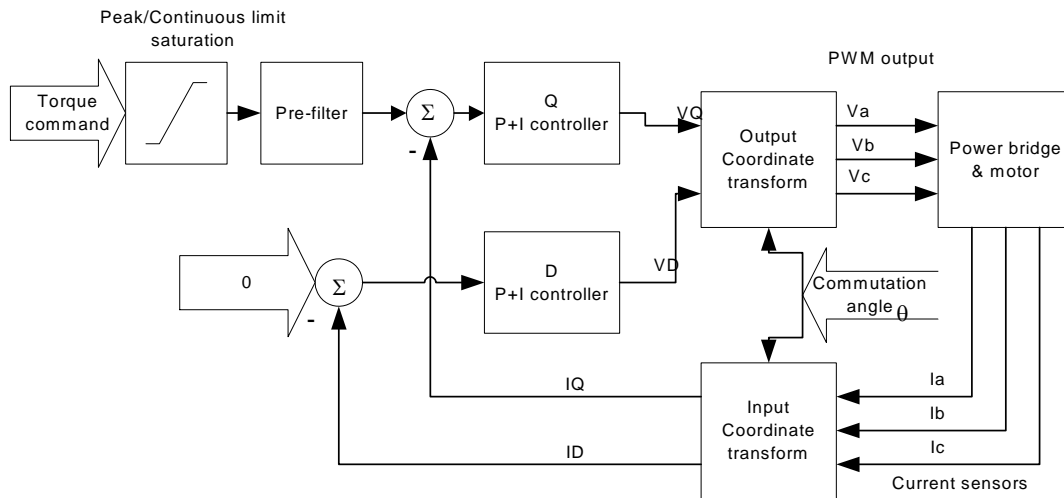 Peak/Continuous limit
saturation
Torque
command
Pre-filter
Σ
-
Q
P+I controller
VQ
PWM output
Output
Coordinate
transform
Va
Vb
Vc
Power bridge
& motor
0
Σ
-
D
P+I controller
VD
Commutation
angle θ
IQ
ID
Input
Coordinate
transform
Ia
Ib
Ic
Current sensors